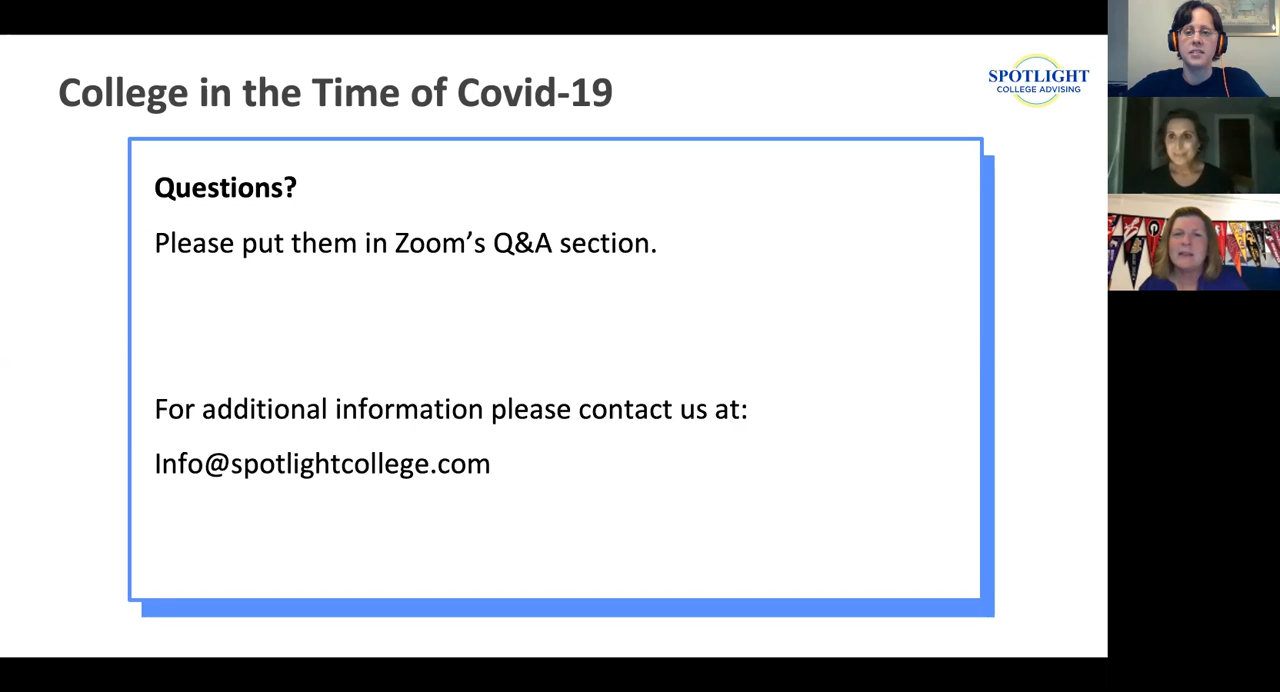 College in the Time of Covid-19
SPOTLIGHT
COLLEGE ADVISING
Questions?
Please put them in Zoom’s Q&A section.
For additional information please contact us at:
Info@spotlightcollege.com